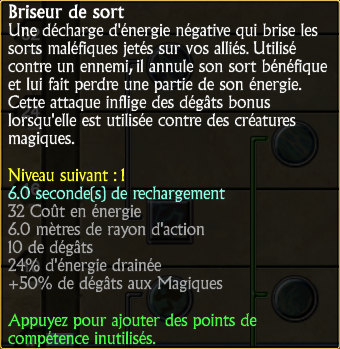 Briseur de sort
Une décharge d'énergie négative qui brise les
sorts maléfiques jetés sur vos alliés. Utilisé
contre un ennemi, il annule son sort bénéfique
et lui fait perdre une partie de son énergie.
Cette attaque inflige des dégâts bonus
lorsqu'elle est utilisée contre des créatures
magiques.
Niveau suivant : 1
6.0 seconde(s) de rechargement
32 Coût en énergie
6.0 mètres de rayon d'action
10 de dégâts
24% d'énergie drainée
+50% de dégâts aux Magiques
Appuyez pour ajouter des points de
compétence inutilisés.